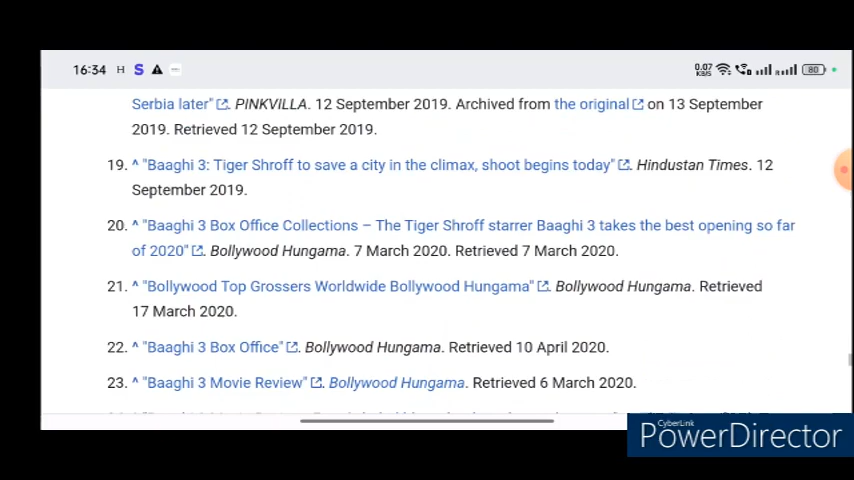 16:34 H S 0.07 KB/S 80
Serbia later". PINKVILLA. 12 September 2019. Archived from the original on 13 September
2019. Retrieved 12 September 2019.
19. ^ "Baaghi 3: Tiger Shroff to save a city in the climax, shoot begins today". Hindustan Times. 12
September 2019.
20. ^ "Baaghi 3 Box Office Collections – The Tiger Shroff starrer Baaghi 3 takes the best opening so far
of 2020". Bollywood Hungama. 7 March 2020. Retrieved 7 March 2020.
21. ^ "Bollywood Top Grossers Worldwide Bollywood Hungama". Bollywood Hungama. Retrieved
17 March 2020.
22. ^ "Baaghi 3 Box Office". Bollywood Hungama. Retrieved 10 April 2020.
23. ^ "Baaghi 3 Movie Review". Bollywood Hungama. Retrieved 6 March 2020.
CyberLink
PowerDirector